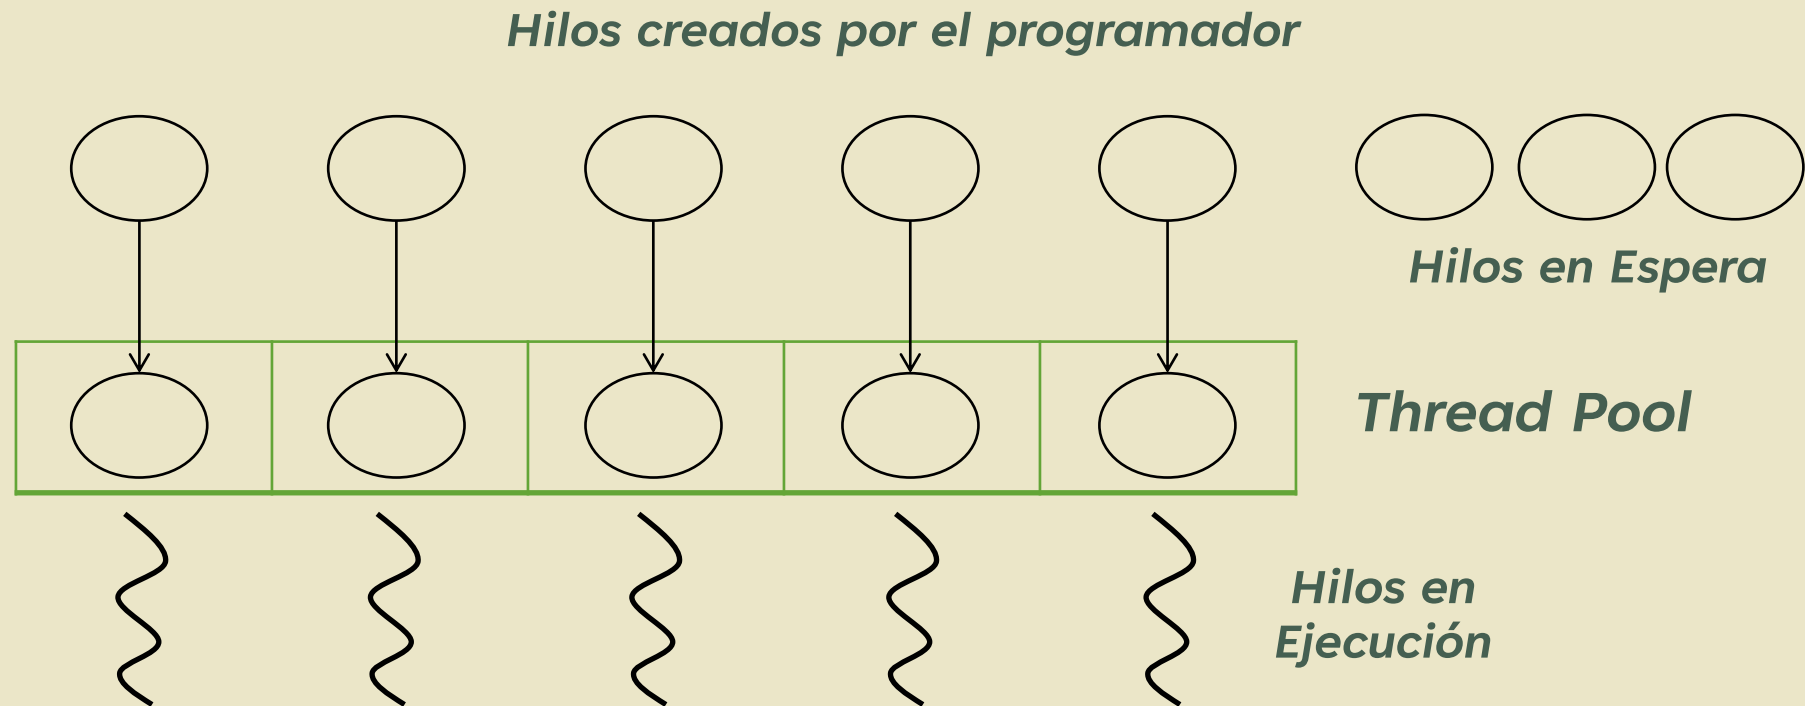 Hilos creados por el programador
Hilos en Espera
Thread Pool
Hilos en
Ejecución